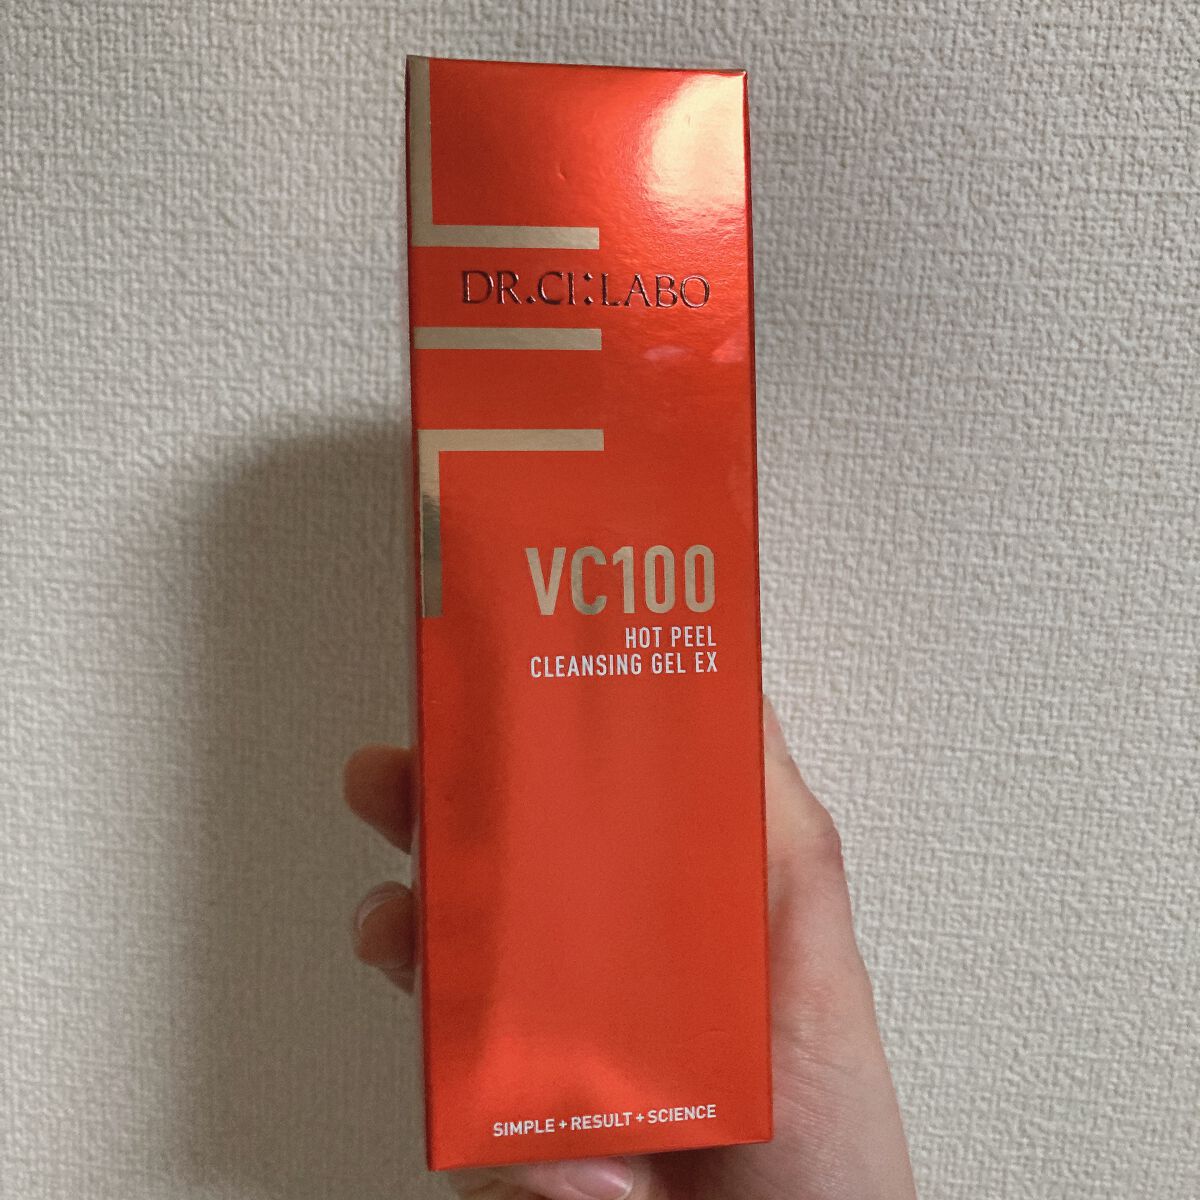 DR.CI:LABO
VC100
HOT PEEL
CLEANSING GEL EX
SIMPLE+RESULT+SCIENCE